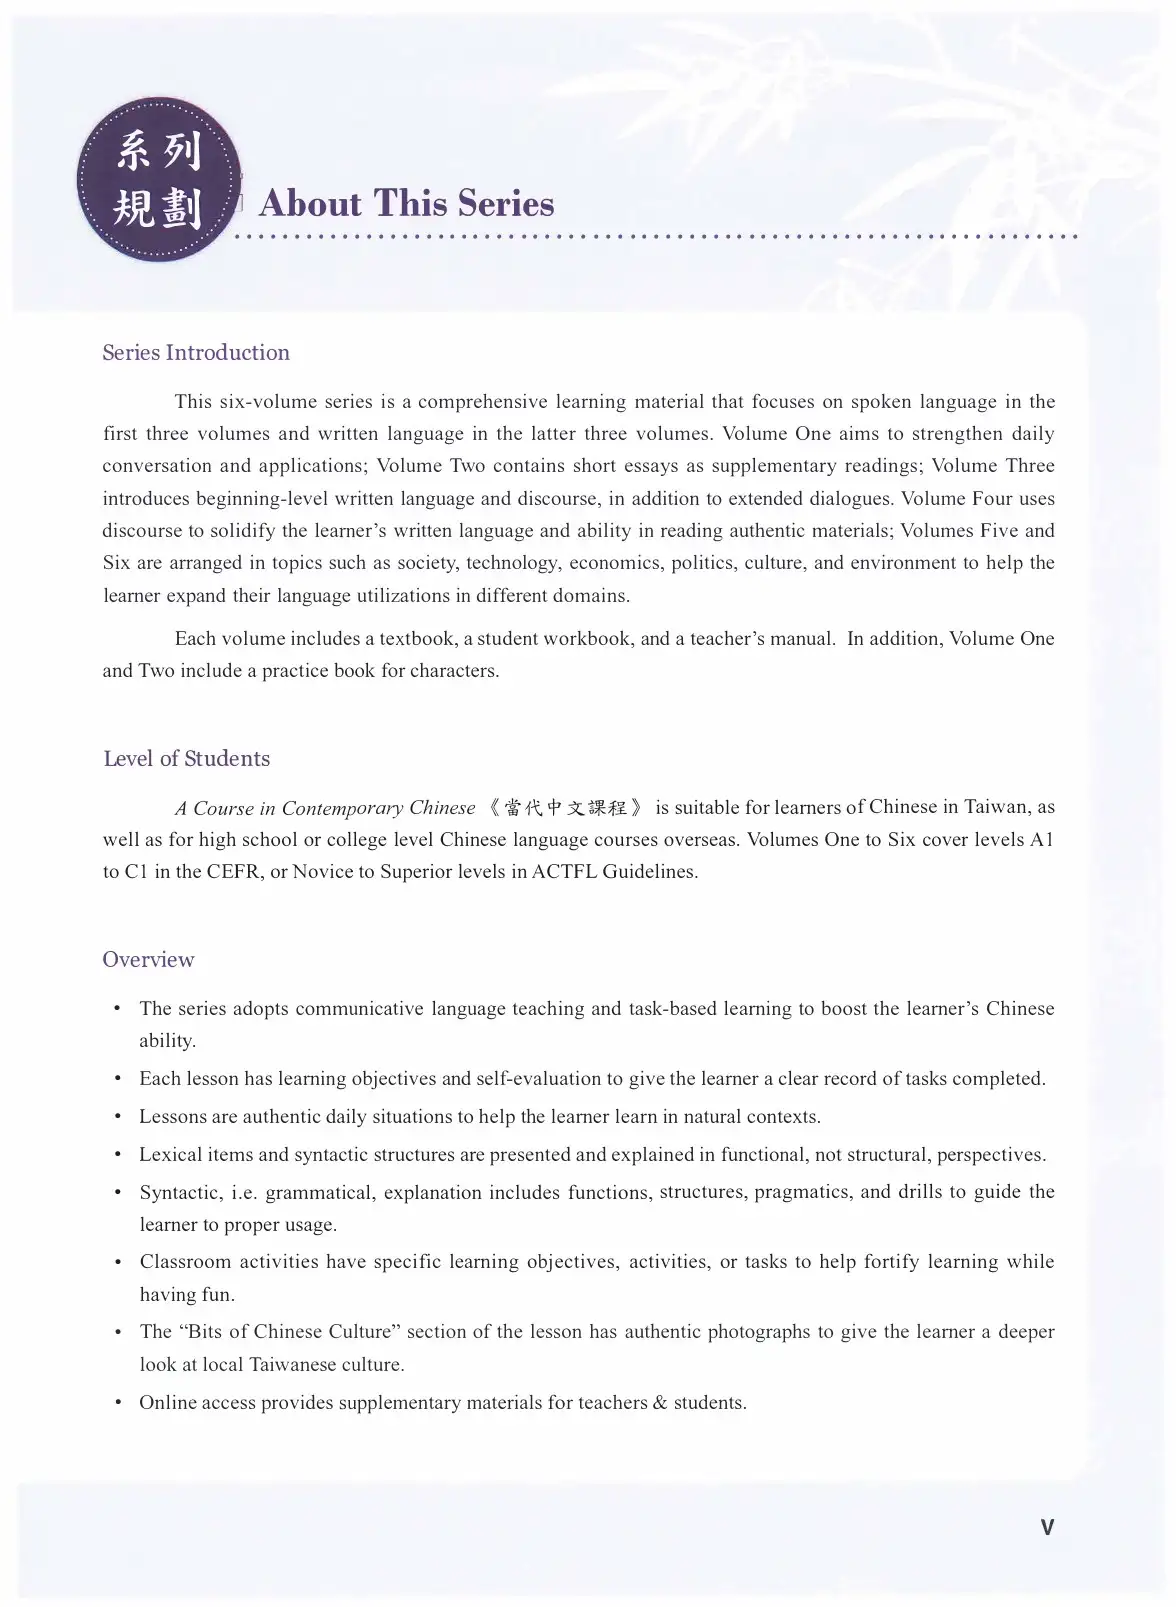 系列
規劃
About This Series
Series Introduction
This six-volume series is a comprehensive learning material that focuses on spoken language in the
first three volumes and written language in the latter three volumes. Volume One aims to strengthen daily
conversation and applications; Volume Two contains short essays as supplementary readings; Volume Three
introduces beginning-level written language and discourse, in addition to extended dialogues. Volume Four uses
discourse to solidify the learner’s written language and ability in reading authentic materials; Volumes Five and
Six are arranged in topics such as society, technology, economics, politics, culture, and environment to help the
learner expand their language utilizations in different domains.
Each volume includes a textbook, a student workbook, and a teacher’s manual. In addition, Volume One
and Two include a practice book for characters.
Level of Students
A Course in Contemporary Chinese《當代中文課程》 is suitable for learners of Chinese in Taiwan, as
well as for high school or college level Chinese language courses overseas. Volumes One to Six cover levels A1
to C1 in the CEFR, or Novice to Superior levels in ACTFL Guidelines.
Overview
• The series adopts communicative language teaching and task-based learning to boost the learner’s Chinese
ability.
• Each lesson has learning objectives and self-evaluation to give the learner a clear record of tasks completed.
• Lessons are authentic daily situations to help the learner learn in natural contexts.
• Lexical items and syntactic structures are presented and explained in functional, not structural, perspectives.
• Syntactic, i.e. grammatical, explanation includes functions, structures, pragmatics, and drills to guide the
learner to proper usage.
• Classroom activities have specific learning objectives, activities, or tasks to help fortify learning while
having fun.
• The “Bits of Chinese Culture” section of the lesson has authentic photographs to give the learner a deeper
look at local Taiwanese culture.
• Online access provides supplementary materials for teachers & students.
V